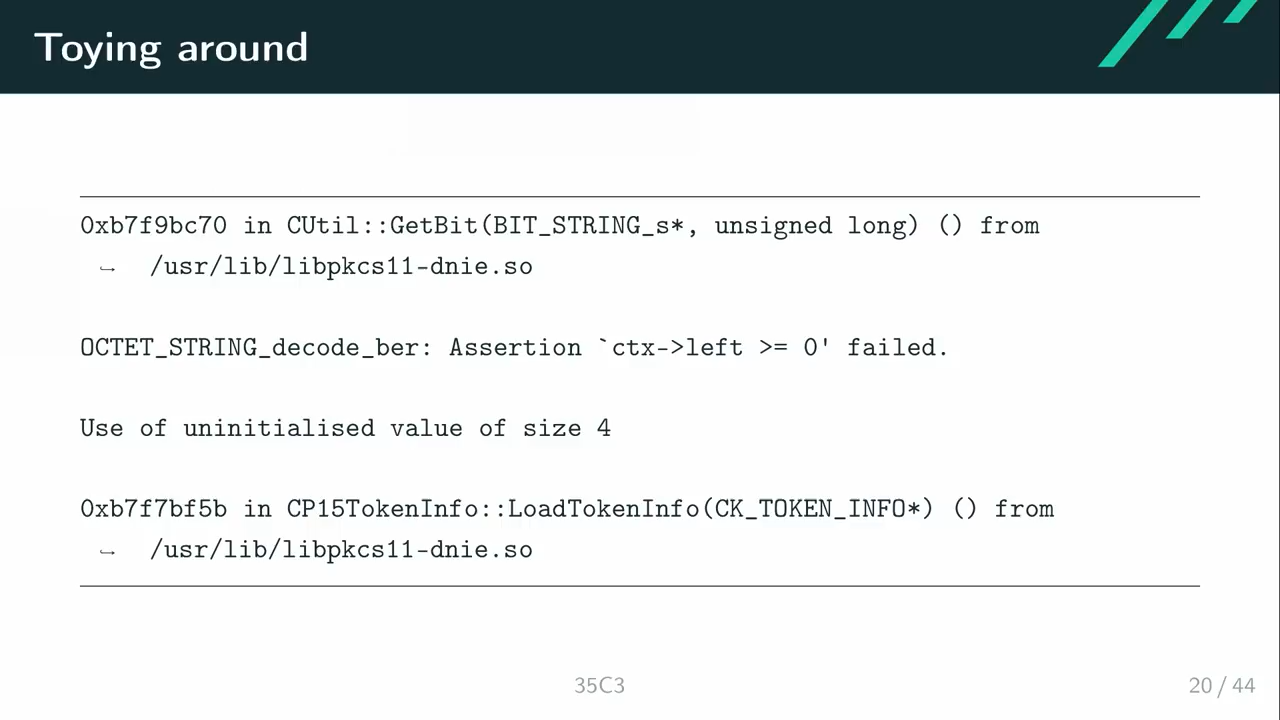 Toying around
0xb7f9bc70 in CUtil::GetBit(BIT_STRING_s*, unsigned long) () from
↪ /usr/lib/libpkcs11-dnie.so
OCTET_STRING_decode_ber: Assertion `ctx->left >= 0' failed.
Use of uninitialised value of size 4
0xb7f7bf5b in CP15TokenInfo::LoadTokenInfo(CK_TOKEN_INFO*) () from
↪ /usr/lib/libpkcs11-dnie.so
35C3
20 / 44